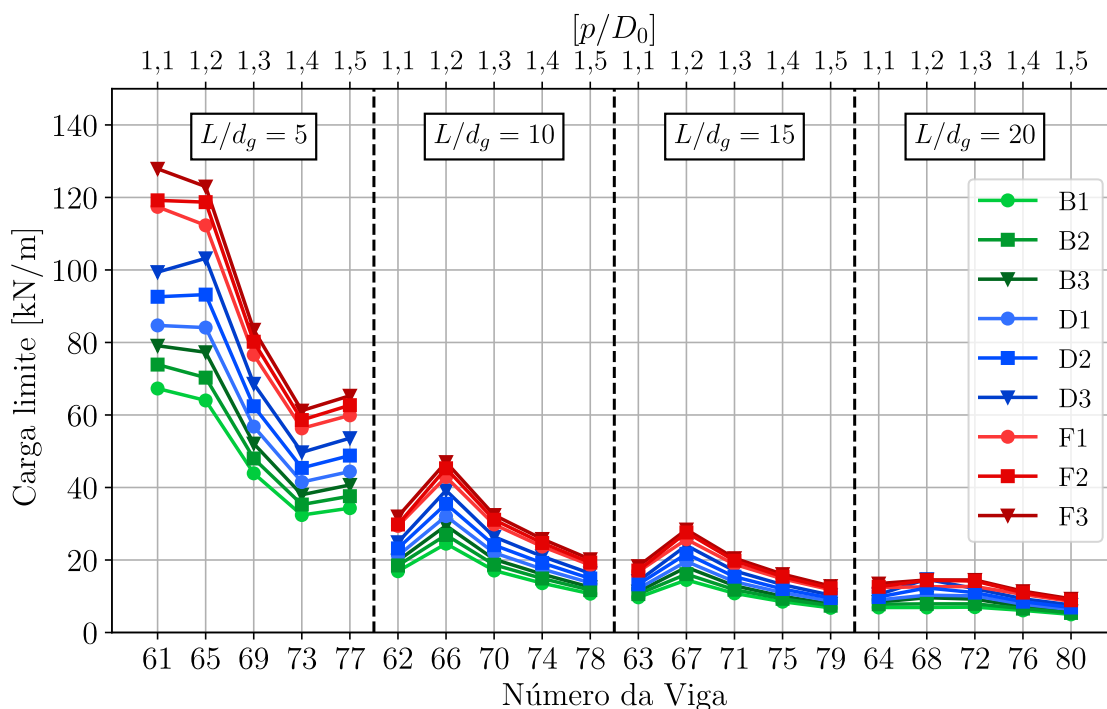 [p/D₀]
1,1 1,2 1,3 1,4 1,5 1,1 1,2 1,3 1,4 1,5 1,1 1,2 1,3 1,4 1,5 1,1 1,2 1,3 1,4 1,5
L/d_g = 5
L/d_g = 10
L/d_g = 15
L/d_g = 20
140
120
100
80
60
40
20
0
Carga limite [kN/m]
B1
B2
B3
D1
D2
D3
F1
F2
F3
61 65 69 73 77 62 66 70 74 78 63 67 71 75 79 64 68 72 76 80
Número da Viga